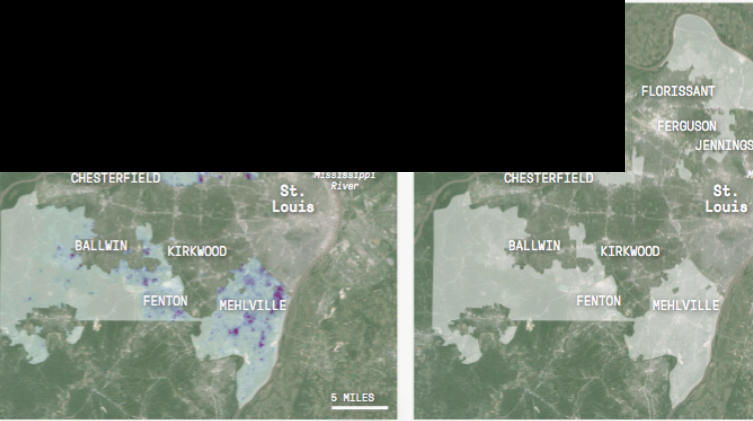 FLORISSANT
FERGUSON
JENNINGS
CHESTERFIELD
Mississippi
River
St.
Louis
BALLWIN
KIRKWOOD
FENTON
MEHLVILLE
5 MILES
CHESTERFIELD
St.
Louis
BALLWIN
KIRKWOOD
FENTON
MEHLVILLE